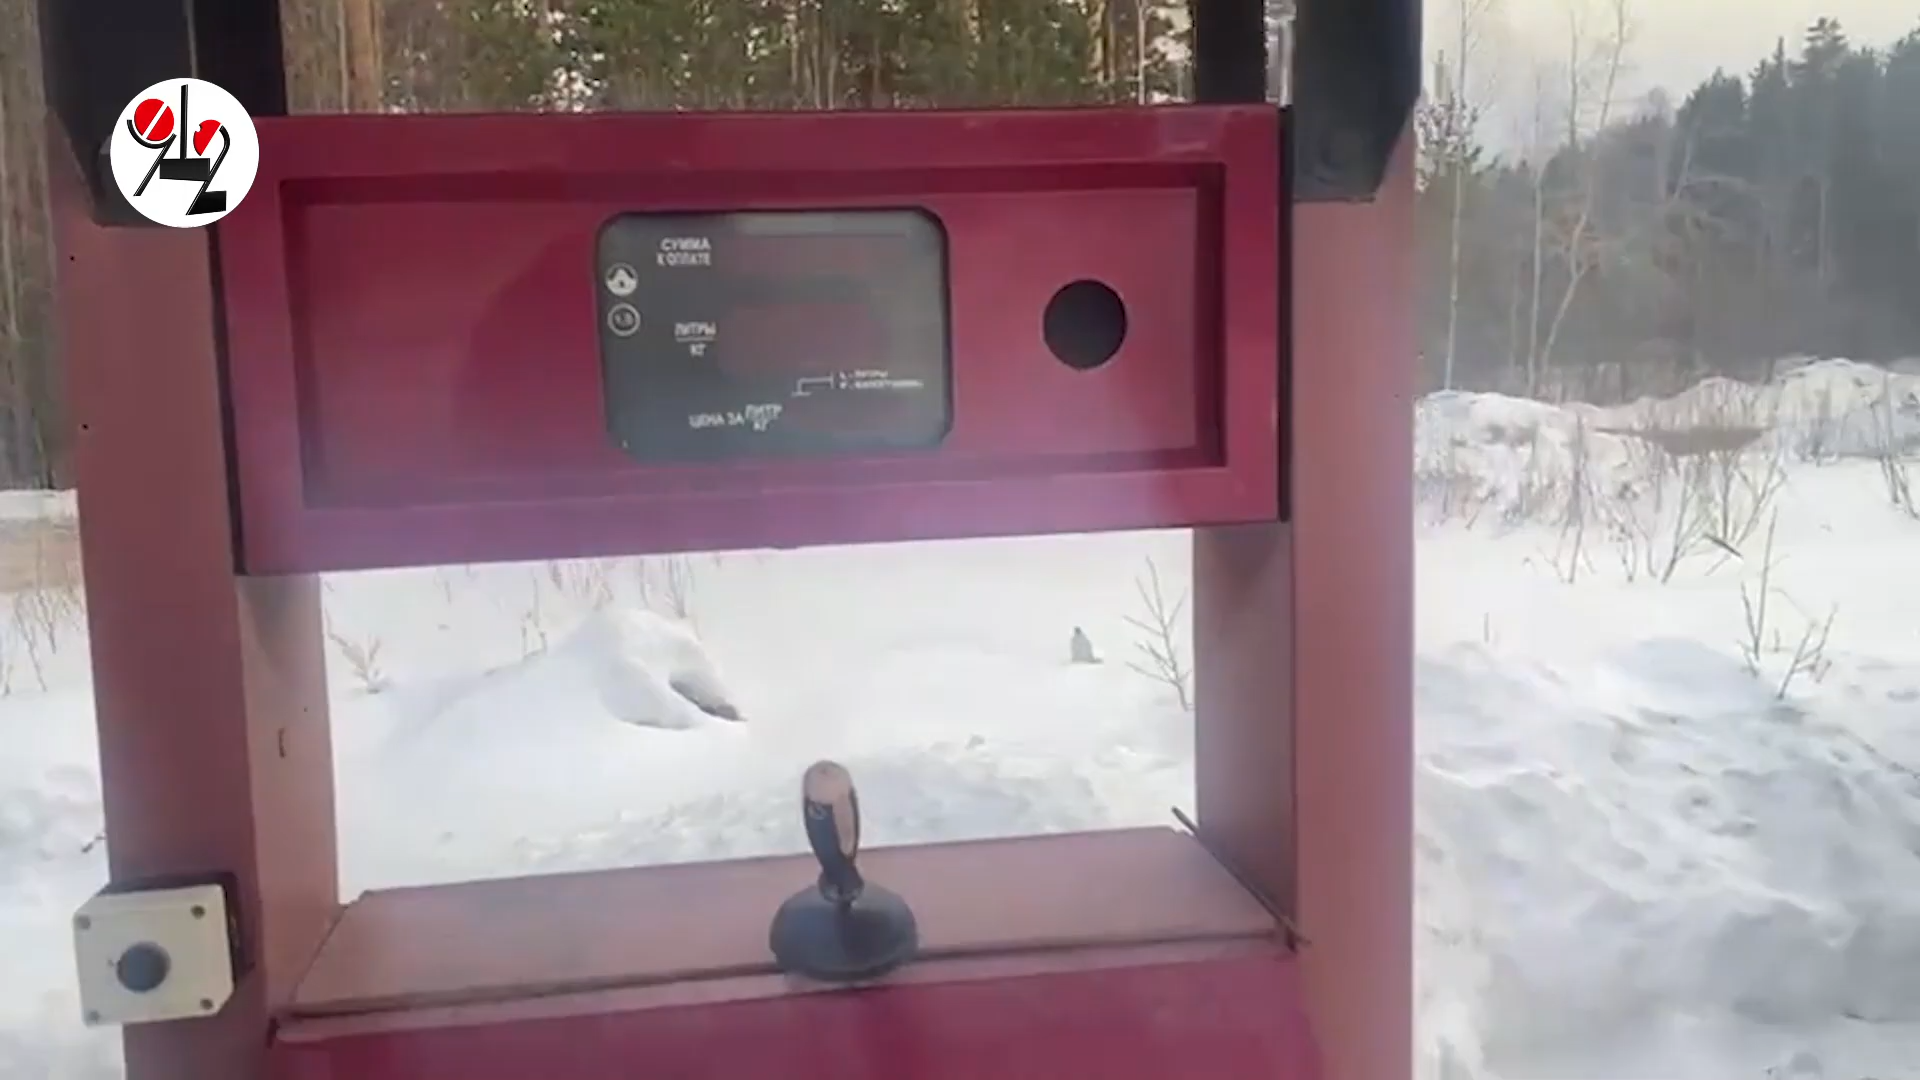 СУММА
К ОПЛАТЕ
ЛИТРЫ
КГ
ЦЕНА ЗА ЛИТР
КГ